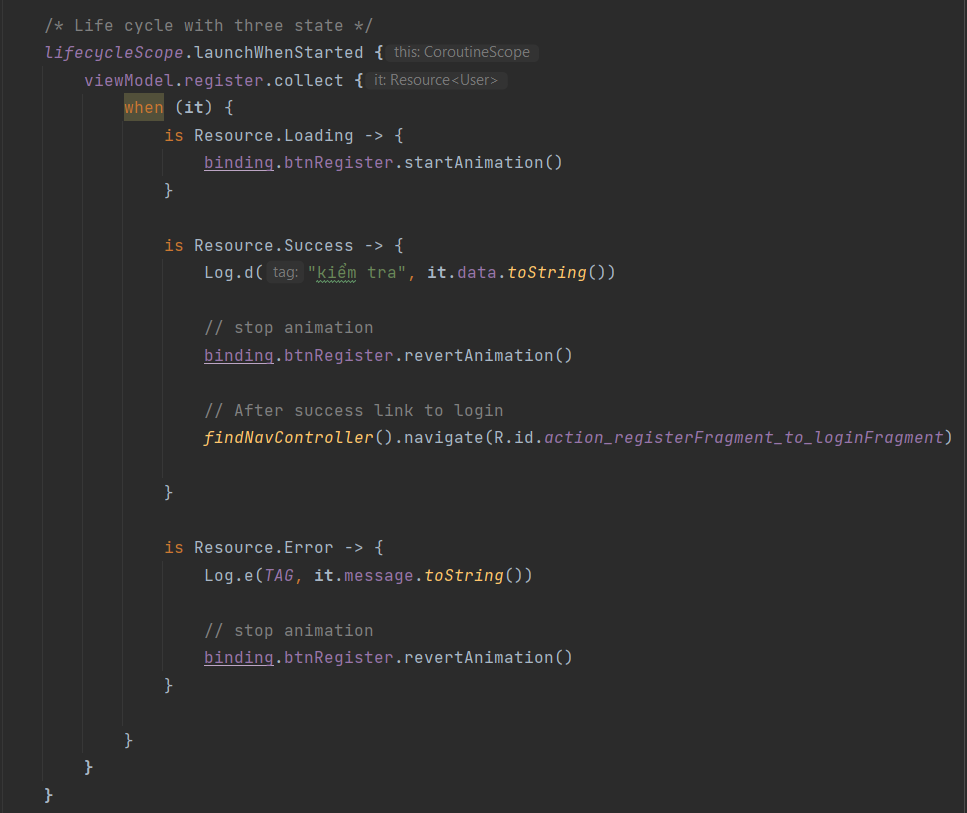 /* Life cycle with three state */
lifecycleScope.launchWhenStarted { this: CoroutineScope
viewModel.register.collect { it: Resource<User>
when (it) {
is Resource.Loading -> {
binding.btnRegister.startAnimation()
}
is Resource.Success -> {
Log.d( tag: "kiểm tra", it.data.toString())
// stop animation
binding.btnRegister.revertAnimation()
// After success link to login
findNavController().navigate(R.id.action_registerFragment_to_loginFragment)
}
is Resource.Error -> {
Log.e(TAG, it.message.toString())
// stop animation
binding.btnRegister.revertAnimation()
}
}
}
}